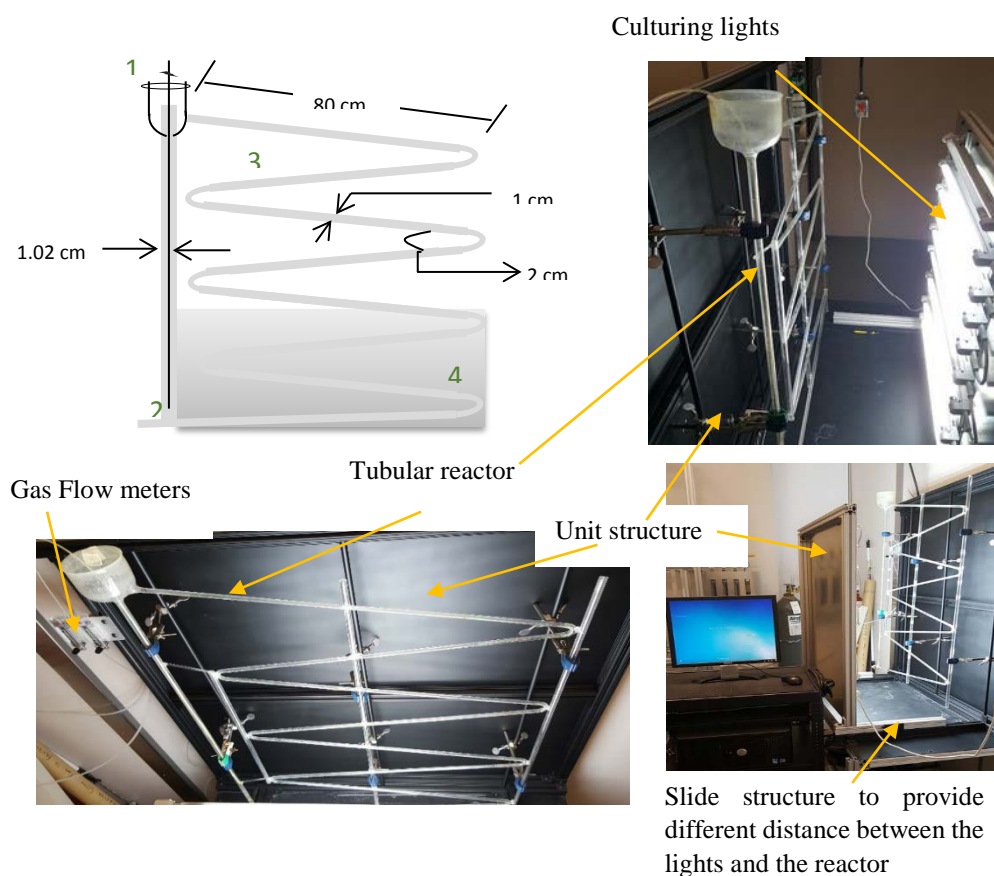 Culturing lights
1
80 cm
3
1 cm
1.02 cm
2 cm
4
2
Tubular reactor
Gas Flow meters
Unit structure
Slide structure to provide
different distance between the
lights and the reactor